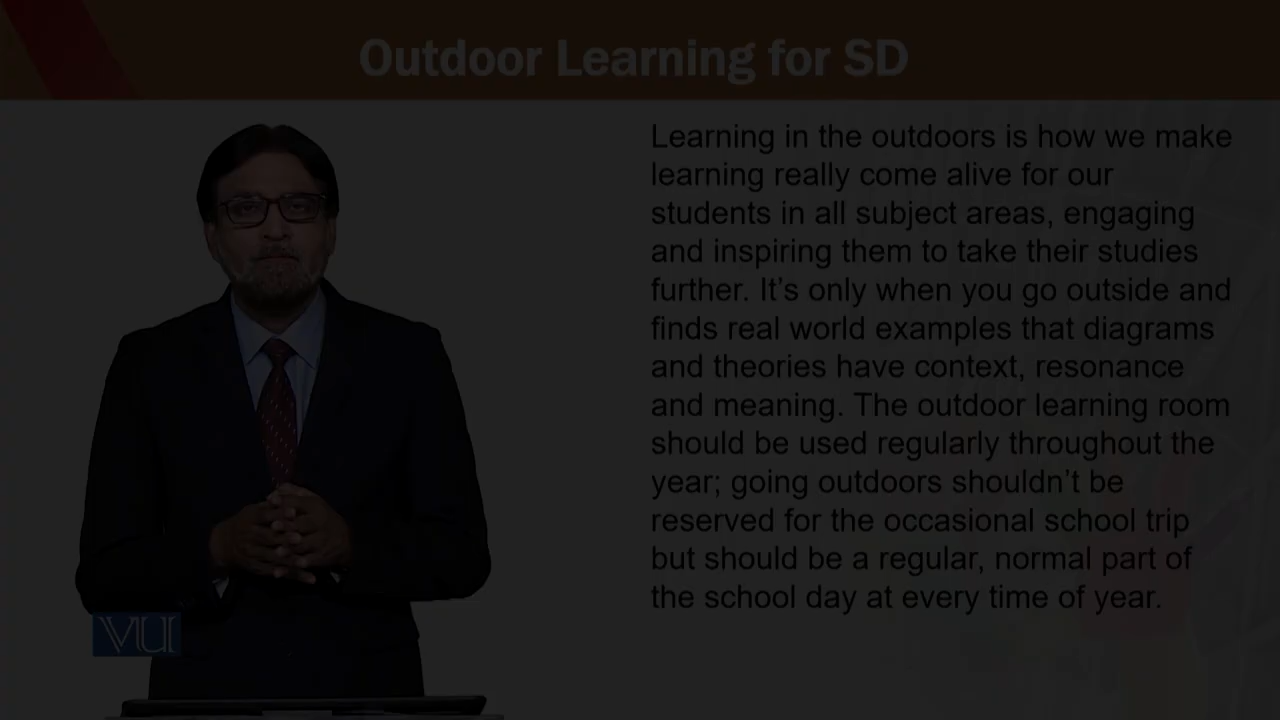 Outdoor Learning for SD
Learning in the outdoors is how we make
learning really come alive for our
students in all subject areas, engaging
and inspiring them to take their studies
further. It's only when you go outside and
finds real world examples that diagrams
and theories have context, resonance
and meaning. The outdoor learning room
should be used regularly throughout the
year; going outdoors shouldn't be
reserved for the occasional school trip
but should be a regular, normal part of
the school day at every time of year.
VU